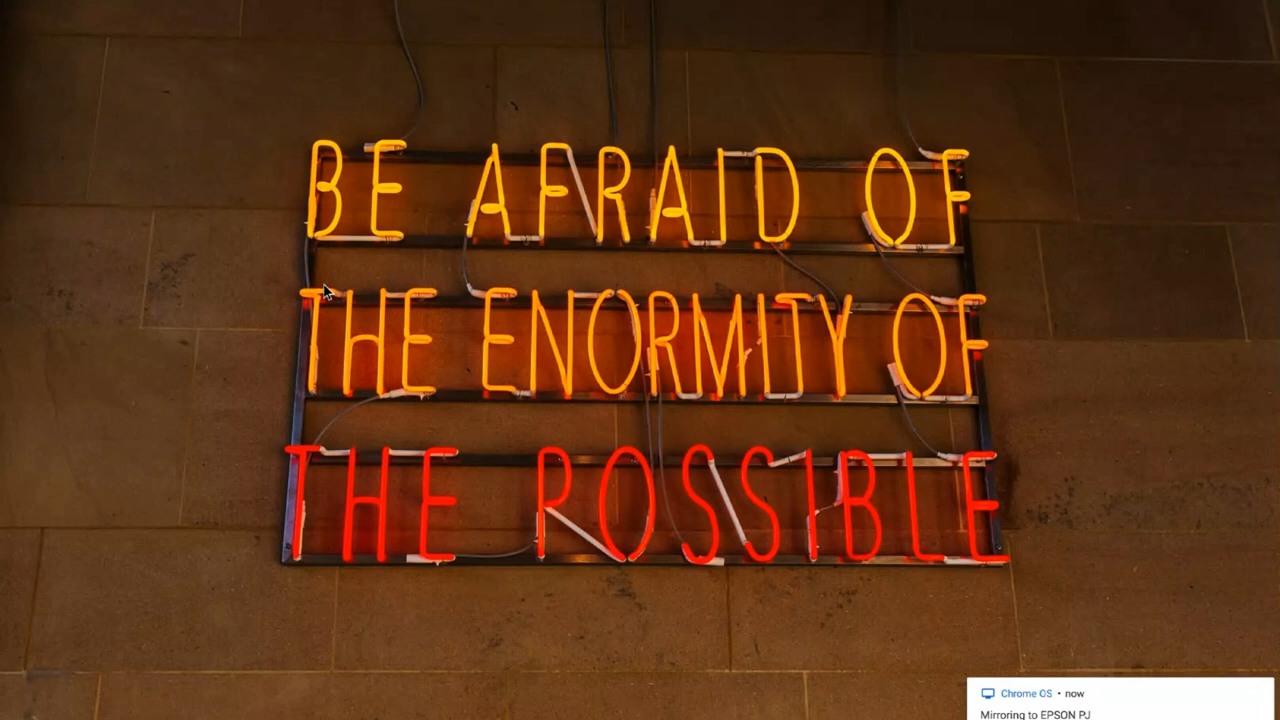 BE AFRAID OF
THE ENORMITY OF
THE POSSIBLE
Chrome OS • now
Mirroring to EPSON PJ